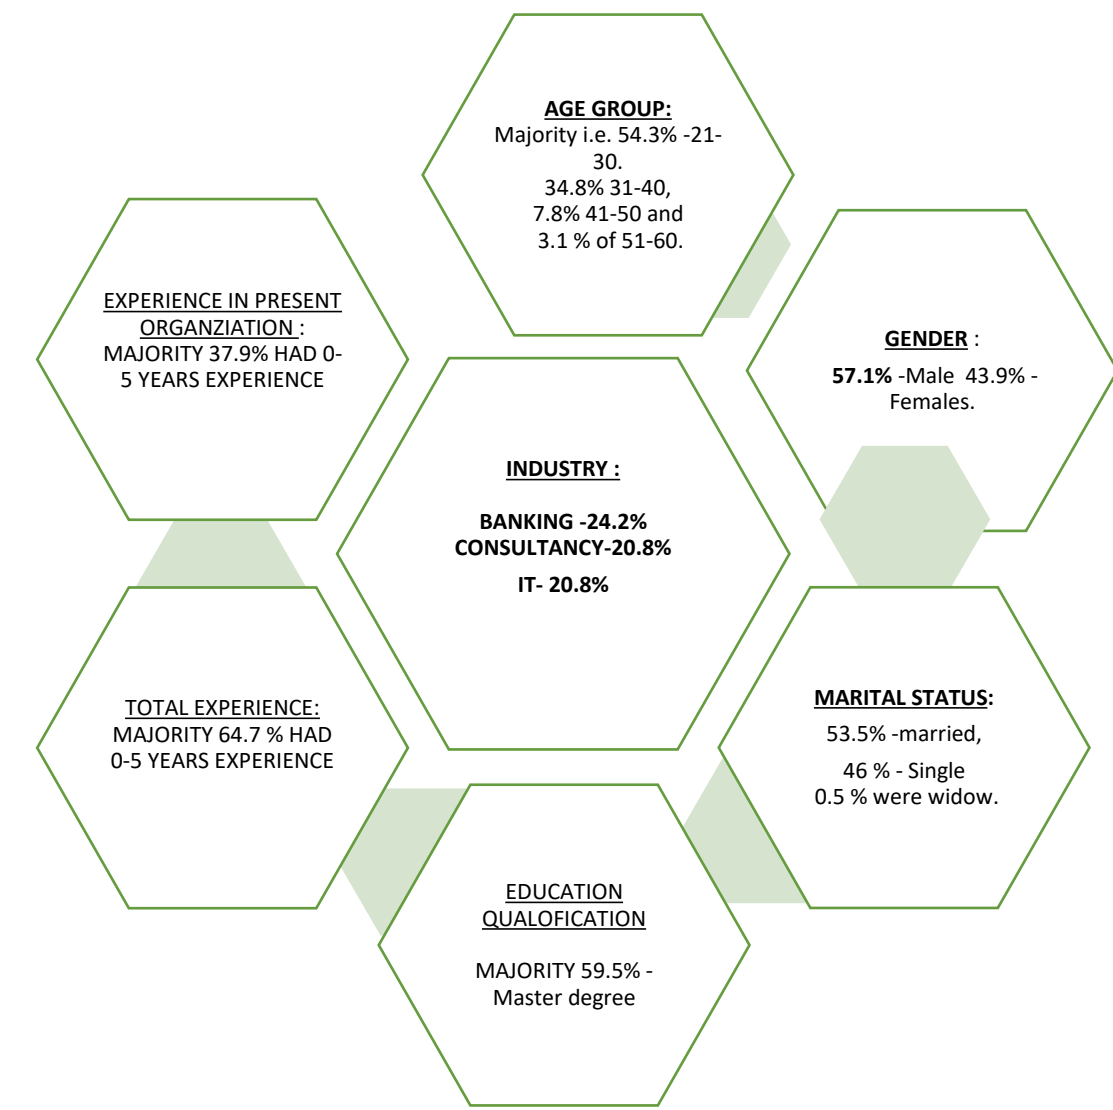 AGE GROUP:
Majority i.e. 54.3% -21-
30.
34.8% 31-40,
7.8% 41-50 and
3.1 % of 51-60.
GENDER :
57.1% -Male  43.9% -
Females.
MARITAL STATUS:
53.5% -married,
46 % - Single
0.5 % were widow.
EDUCATION
QUALOFICATION
MAJORITY 59.5% -
Master degree
TOTAL EXPERIENCE:
MAJORITY 64.7 % HAD
0-5 YEARS EXPERIENCE
EXPERIENCE IN PRESENT
ORGANZIATION :
MAJORITY 37.9% HAD 0-
5 YEARS EXPERIENCE
INDUSTRY :
BANKING -24.2%
CONSULTANCY-20.8%
IT- 20.8%